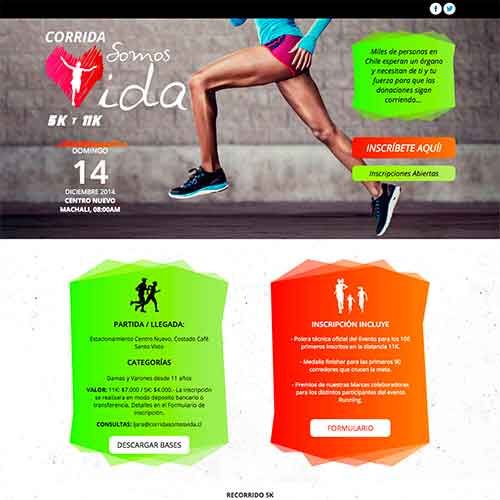 CORRIDA
Somos
Vida
5K Y 11K
DOMINGO
14
DICIEMBRE 2014
CENTRO NUEVO
MACHALI, 08:00AM
Miles de personas en
Chile esperan un órgano
y necesitan de ti y tu
fuerza para que las
donaciones sigan
corriendo...
INSCRÍBETE AQUÍ!
Inscripciones Abiertas
PARTIDA / LLEGADA:
Estacionamiento Centro Nuevo, Costado Café
Santo Visto
CATEGORÍAS
Damas y Varones desde 11 años
VALOR: 11K: $7.000 / 5K: $4.000.- La inscripción
se realizara en modo deposito bancario ó
transferencia. Detalles en el Formulario de
Inscripción.
CONSULTAS: ljara@corridasomosvida.cl
DESCARGAR BASES
INSCRIPCIÓN INCLUYE
- Polera técnica oficial del Evento para los 100
primeros inscritos en la distancia 11K.
- Medalla finisher para las primeros 90
corredores que crucen la meta.
- Premios de nuestras Marcas colaboradoras
para los distintos participantes del evento
Running.
FORMULARIO
RECORRIDO 5K